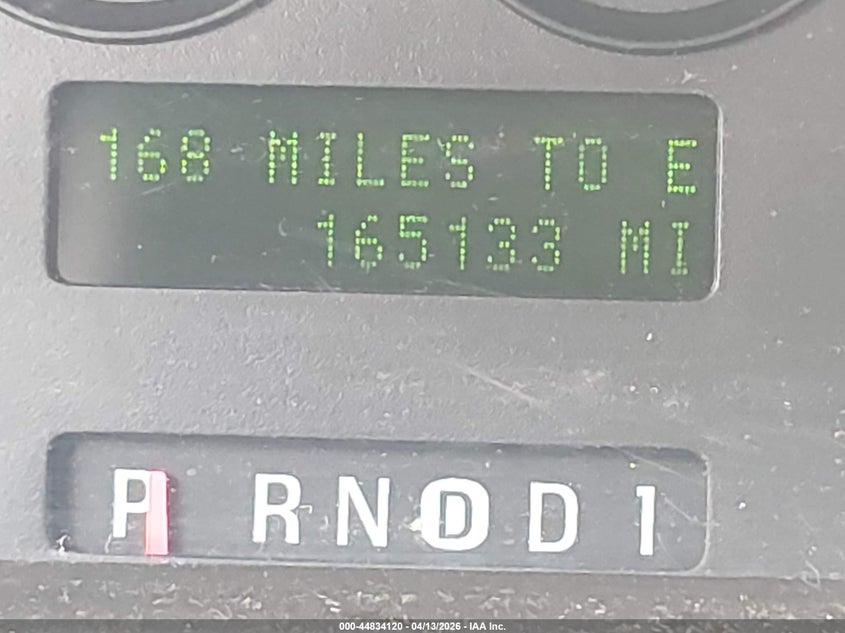 168 MILES TO E
165133 MI
P R N D D 1
000-44834120 - 04/13/2026 - IAA Inc.